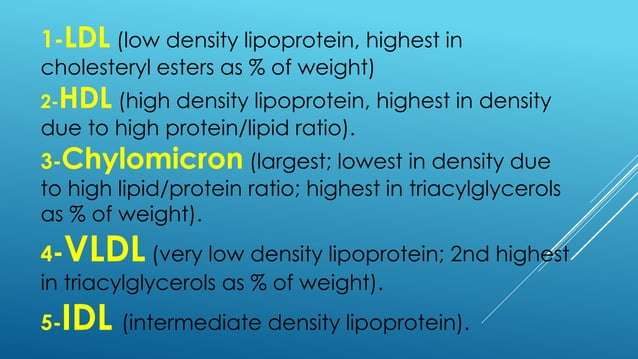 1-LDL (low density lipoprotein, highest in
cholesteryl esters as % of weight)
2-HDL (high density lipoprotein, highest in density
due to high protein/lipid ratio).
3-Chylomicron (largest; lowest in density due
to high lipid/protein ratio; highest in triacylglycerols
as % of weight).
4-VLDL (very low density lipoprotein; 2nd highest
in triacylglycerols as % of weight).
5-IDL (intermediate density lipoprotein).